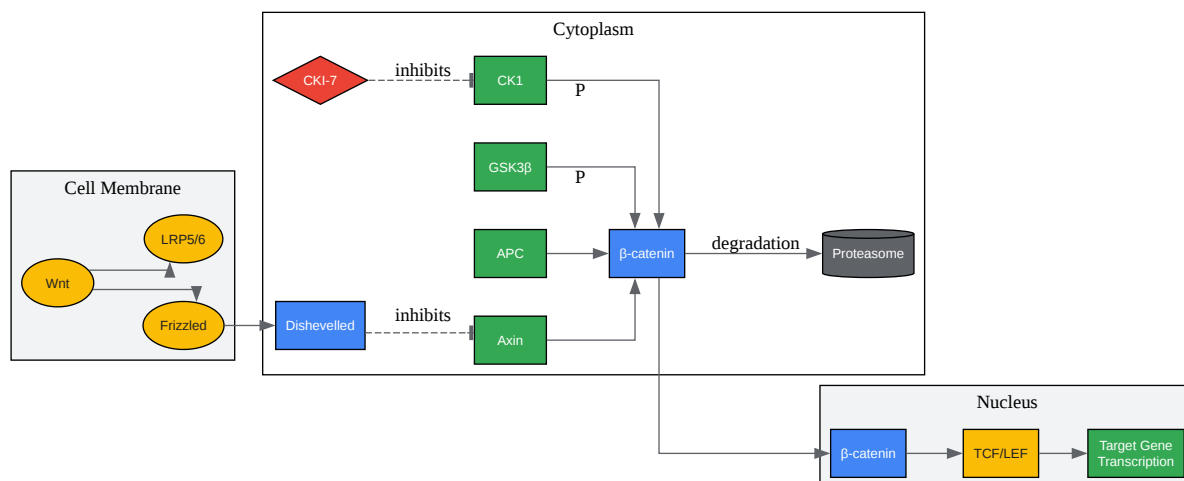 Cytoplasm
CKI-7
inhibits
CK1
P
GSK3β
P
Cell Membrane
LRP5/6
Wnt
Frizzled
APC
β-catenin
degradation
Proteasome
Dishevelled
inhibits
Axin
Nucleus
β-catenin
TCF/LEF
Target Gene
Transcription